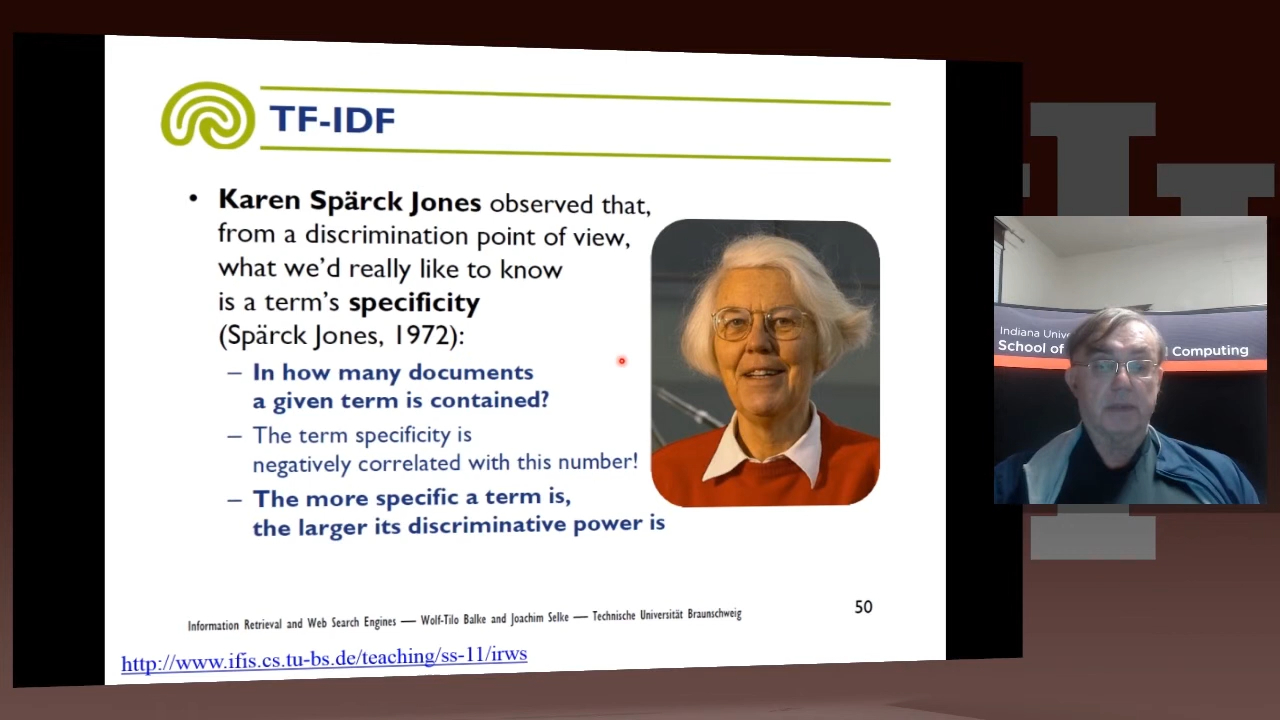 TF-IDF
• Karen Spärck Jones observed that,
from a discrimination point of view,
what we'd really like to know
is a term's specificity
(Spärck Jones, 1972):
– In how many documents
a given term is contained?
– The term specificity is
negatively correlated with this number!
– The more specific a term is,
the larger its discriminative power is
50
Information Retrieval and Web Search Engines — Wolf-Tilo Balke and Joachim Selke — Technische Universität Braunschweig
http://www.ifis.cs.tu-bs.de/teaching/ss-11/irws
Indiana
School of Computing